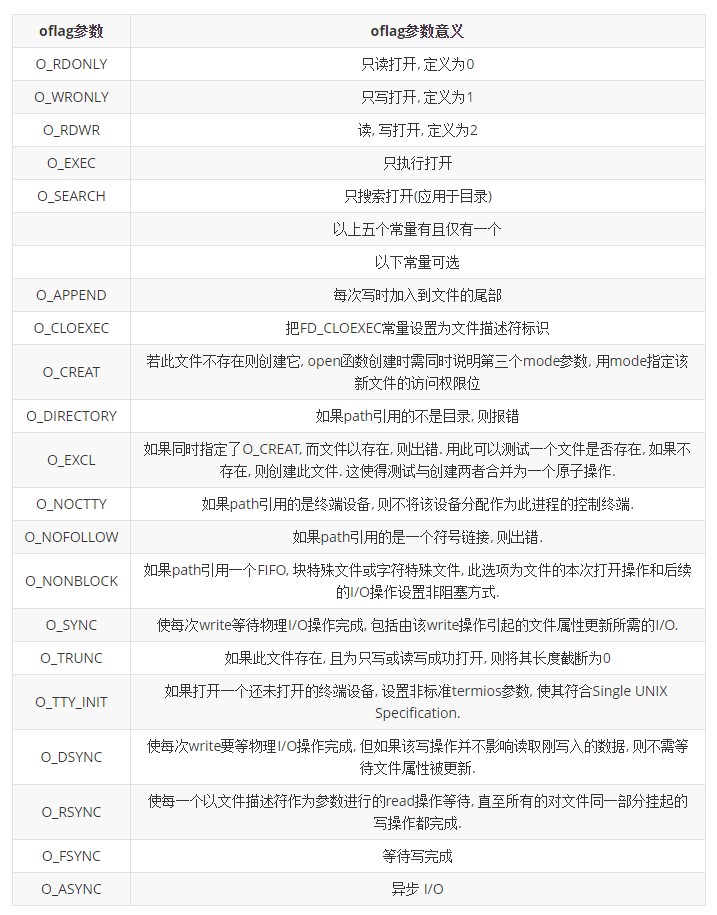 oflag参数 oflag参数意义
O_RDONLY 只读打开, 定义为0
O_WRONLY 只写打开, 定义为1
O_RDWR 读, 写打开, 定义为2
O_EXEC 只执行打开
O_SEARCH 只搜索打开(应用于目录)
以上五个常量有且仅有一个
以下常量可选
O_APPEND 每次写时加入到文件的尾部
O_CLOEXEC 把FD_CLOEXEC常量设置为文件描述符标识
O_CREAT 若此文件不存在则创建它, open函数创建时需同时说明第三个mode参数, 用mode指定该
新文件的访问权限位
O_DIRECTORY 如果path引用的不是目录, 则报错
O_EXCL 如果同时指定了O_CREAT, 而文件以存在, 则出错. 用此可以测试一个文件是否存在, 如果不
存在, 则创建此文件. 这使得测试与创建两者合并为一个原子操作.
O_NOCTTY 如果path引用的是终端设备, 则不将该设备分配作为此进程的控制终端.
O_NOFOLLOW 如果path引用的是一个符号链接, 则出错.
O_NONBLOCK 如果path引用一个FIFO, 块特殊文件或字符特殊文件, 此选项为文件的本次打开操作和后续
的I/O操作设置非阻塞方式.
O_SYNC 使每次write等待物理I/O操作完成, 包括由该write操作引起的文件属性更新所需的I/O.
O_TRUNC 如果此文件存在, 且为只写或读写成功打开, 则将其长度截断为0
O_TTY_INIT 如果打开一个还未打开的终端设备, 设置非标准termios参数, 使其符合Single UNIX
Specification.
O_DSYNC 使每次write要等物理I/O操作完成, 但如果该写操作并不影响读取刚写入的数据, 则不需等
待文件属性被更新.
O_RSYNC 使每一个以文件描述符作为参数进行的read操作等待, 直至所有的对文件同一部分挂起的
写操作都完成.
O_FSYNC 等待写完成
O_ASYNC 异步 I/O